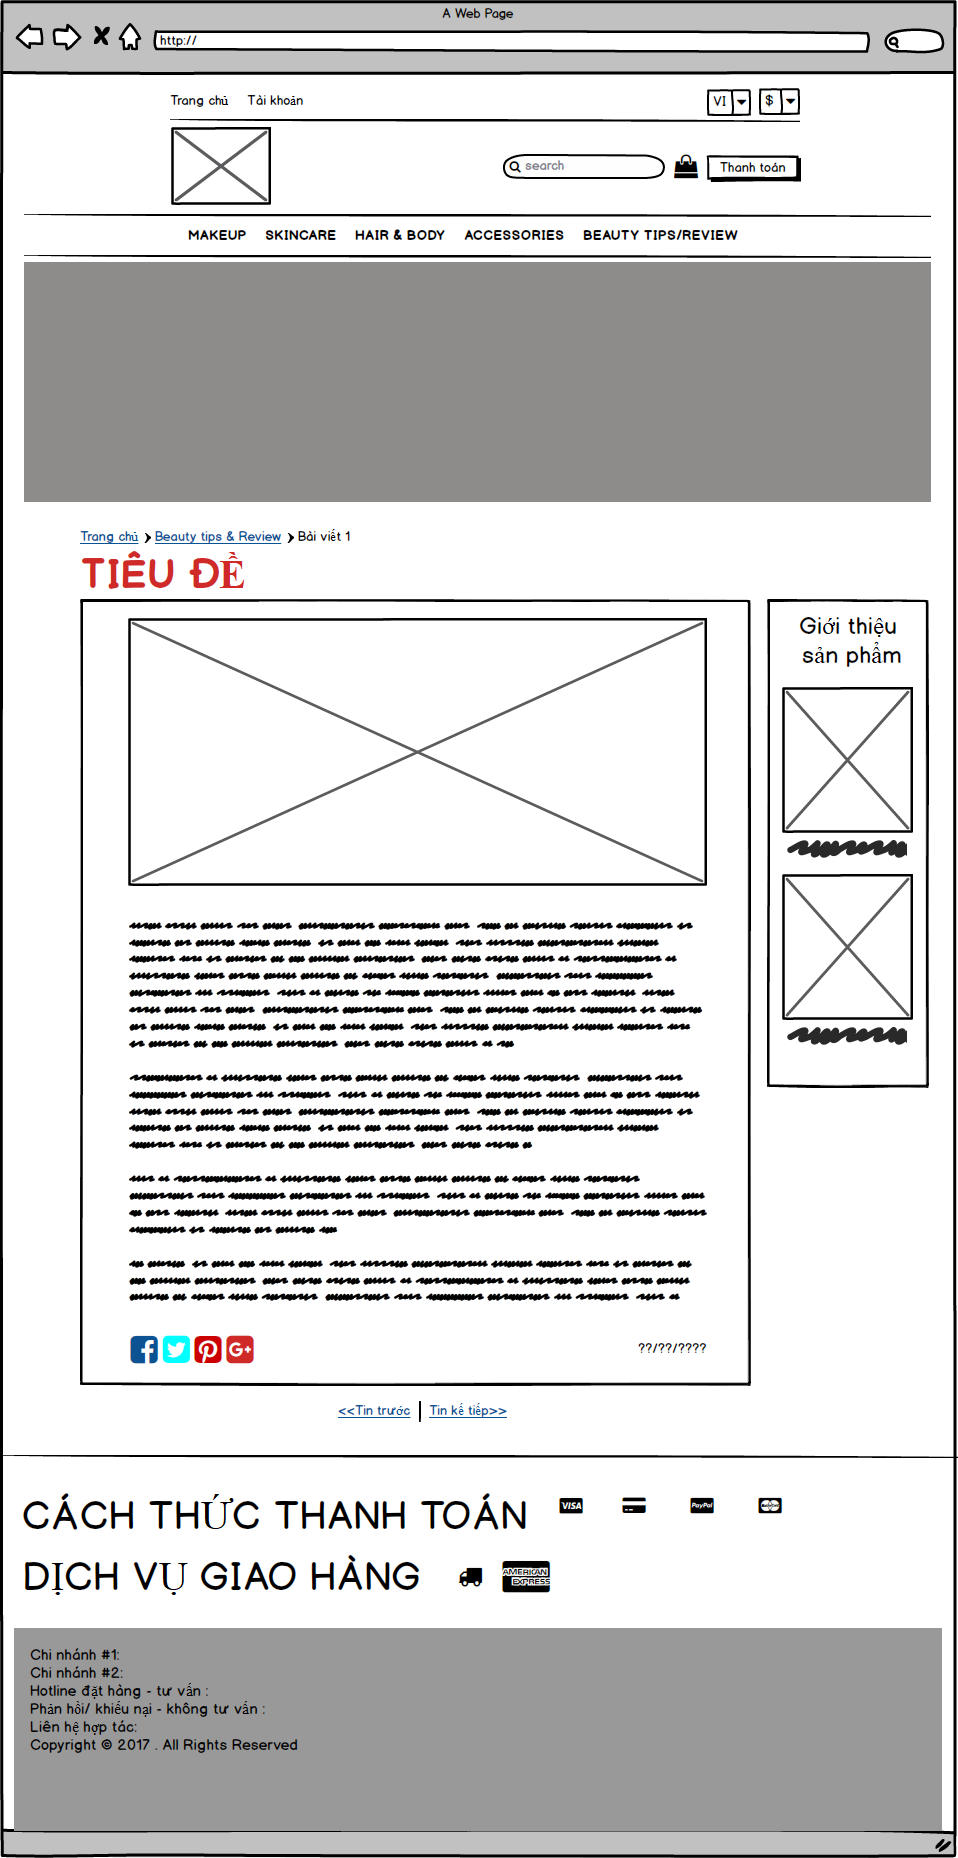 A Web Page
http://
Trang chủ Tài khoản VI $
search Thanh toán
MAKEUP SKINCARE HAIR & BODY ACCESSORIES BEAUTY TIPS/REVIEW
Trang chủ Beauty tips & Review Bài viết 1
TIÊU ĐỀ
Giới thiệu
sản phẩm
??/??/????
<<Tin trước Tin kế tiếp>>
CÁCH THỨC THANH TOÁN VISA PayPal
DỊCH VỤ GIAO HÀNG AMERICAN EXPRESS
Chi nhánh #1:
Chi nhánh #2:
Hotline đặt hàng - tư vấn :
Phản hồi/ khiếu nại - không tư vấn :
Liên hệ hợp tác:
Copyright © 2017 . All Rights Reserved